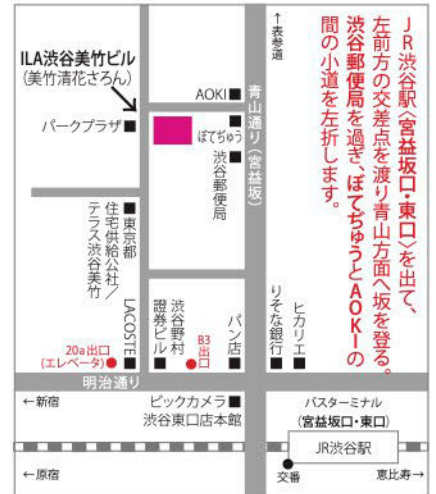 JR渋谷駅〈宮益坂口・東口〉を出て、
左前方の交差点を渡り青山方面へ坂を登る。
渋谷郵便局を過ぎ、ぽてぢゅうとAOKIの
間の小道を左折します。
↑表参道
ILA渋谷美竹ビル
(美竹清花さろん)
AOKI
パークプラザ
ぽてぢゅう
渋谷郵便局
青山通り(宮益坂)
東京都
住宅供給公社/
テラス渋谷美竹
LACOSTE
渋谷野村
證券ビル
B3
出口
パン店
りそな銀行
ヒカリエ
20a出口
(エレベータ)
明治通り
←新宿
ビックカメラ
渋谷東口店本館
バスターミナル
(宮益坂口・東口)
JR渋谷駅
←原宿
交番
恵比寿→